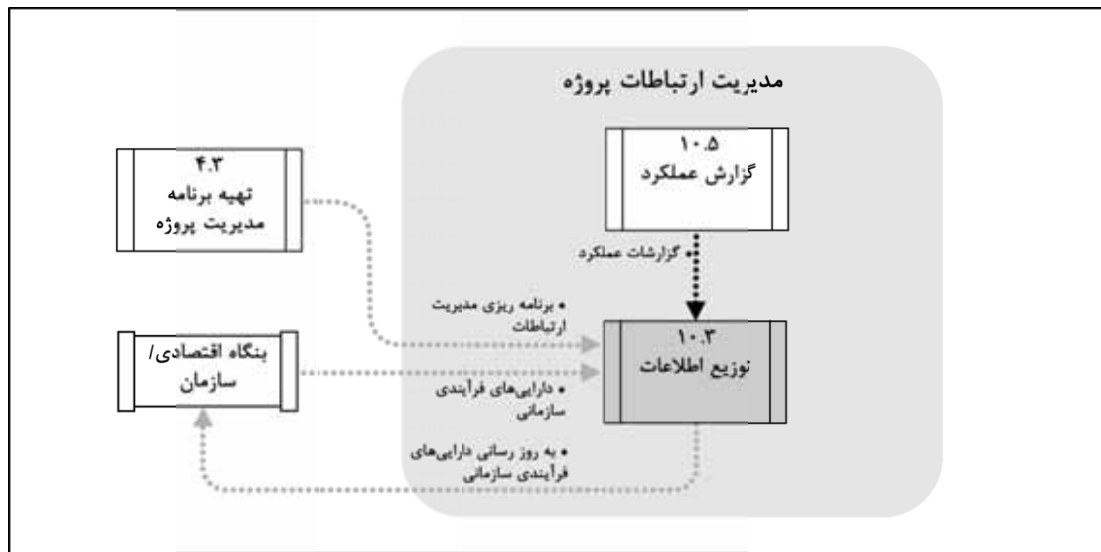 مدیریت ارتباطات پروژه
۱۰.۵
گزارش عملکرد
۴.۳
تهیه برنامه
مدیریت پروژه
• گزارشات عملکرد
• برنامه ریزی مدیریت
ارتباطات
۱۰.۳
توزیع اطلاعات
بنگاه اقتصادی/
سازمان
• دارایی‌های فرآیندی
سازمانی
• به روز رسانی دارایی‌های
فرآیندی سازمانی